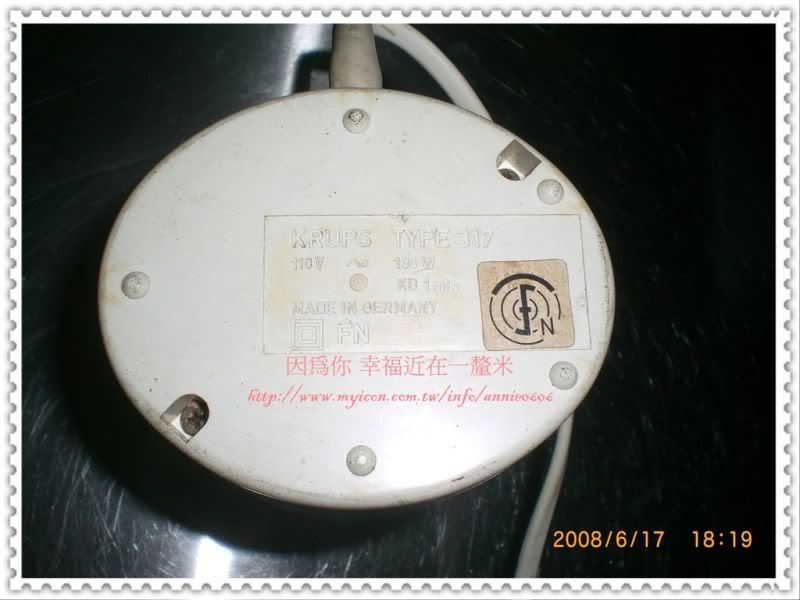 KRUPS TYPE 317
110V ~ 130 W
KB 1 min
MADE IN GERMANY
FN
N
因為你 幸福近在一釐米
http://www.myicon.com.tw/info/annie0606
2008/6/17 18:19